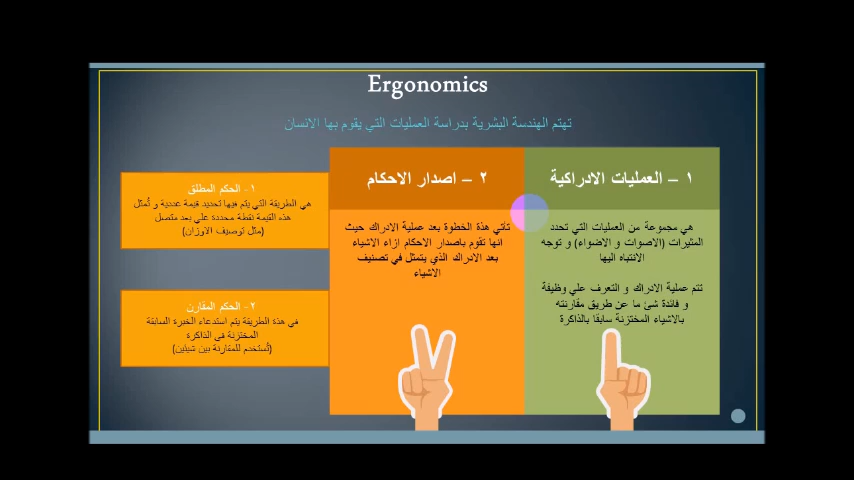 Ergonomics
تهتم الهندسة البشرية بدراسة العمليات التي يقوم بها الانسان
١ – العمليات الادراكية
هي مجموعة من العمليات التي تحدد
المثيرات (الاصوات و الاضواء) و توجه
الانتباه اليها
تتم عملية الادراك و التعرف علي وظيفة
و فائدة شئ ما عن طريق مقارنته
بالاشياء المختزنة سابقا بالذاكرة
٢ – اصدار الاحكام
تأتي هذة الخطوة بعد عملية الادراك حيث
انها تقوم باصدار الاحكام ازاء الاشياء
بعد الادراك الذي يتمثل في تصنيف
الاشياء
١- الحكم المطلق
هي الطريقة التي يتم فيها تحديد قيمة عددية و تُمثل
هذه القيمة نقطة محددة علي بعد متصل
(مثل توصيف الاوزان)
٢- الحكم المقارن
في هذة الطريقة يتم استدعاء الخبرة السابقة
المختزنة في الذاكرة
(تُستخدم للمقارنة بين شيئين)